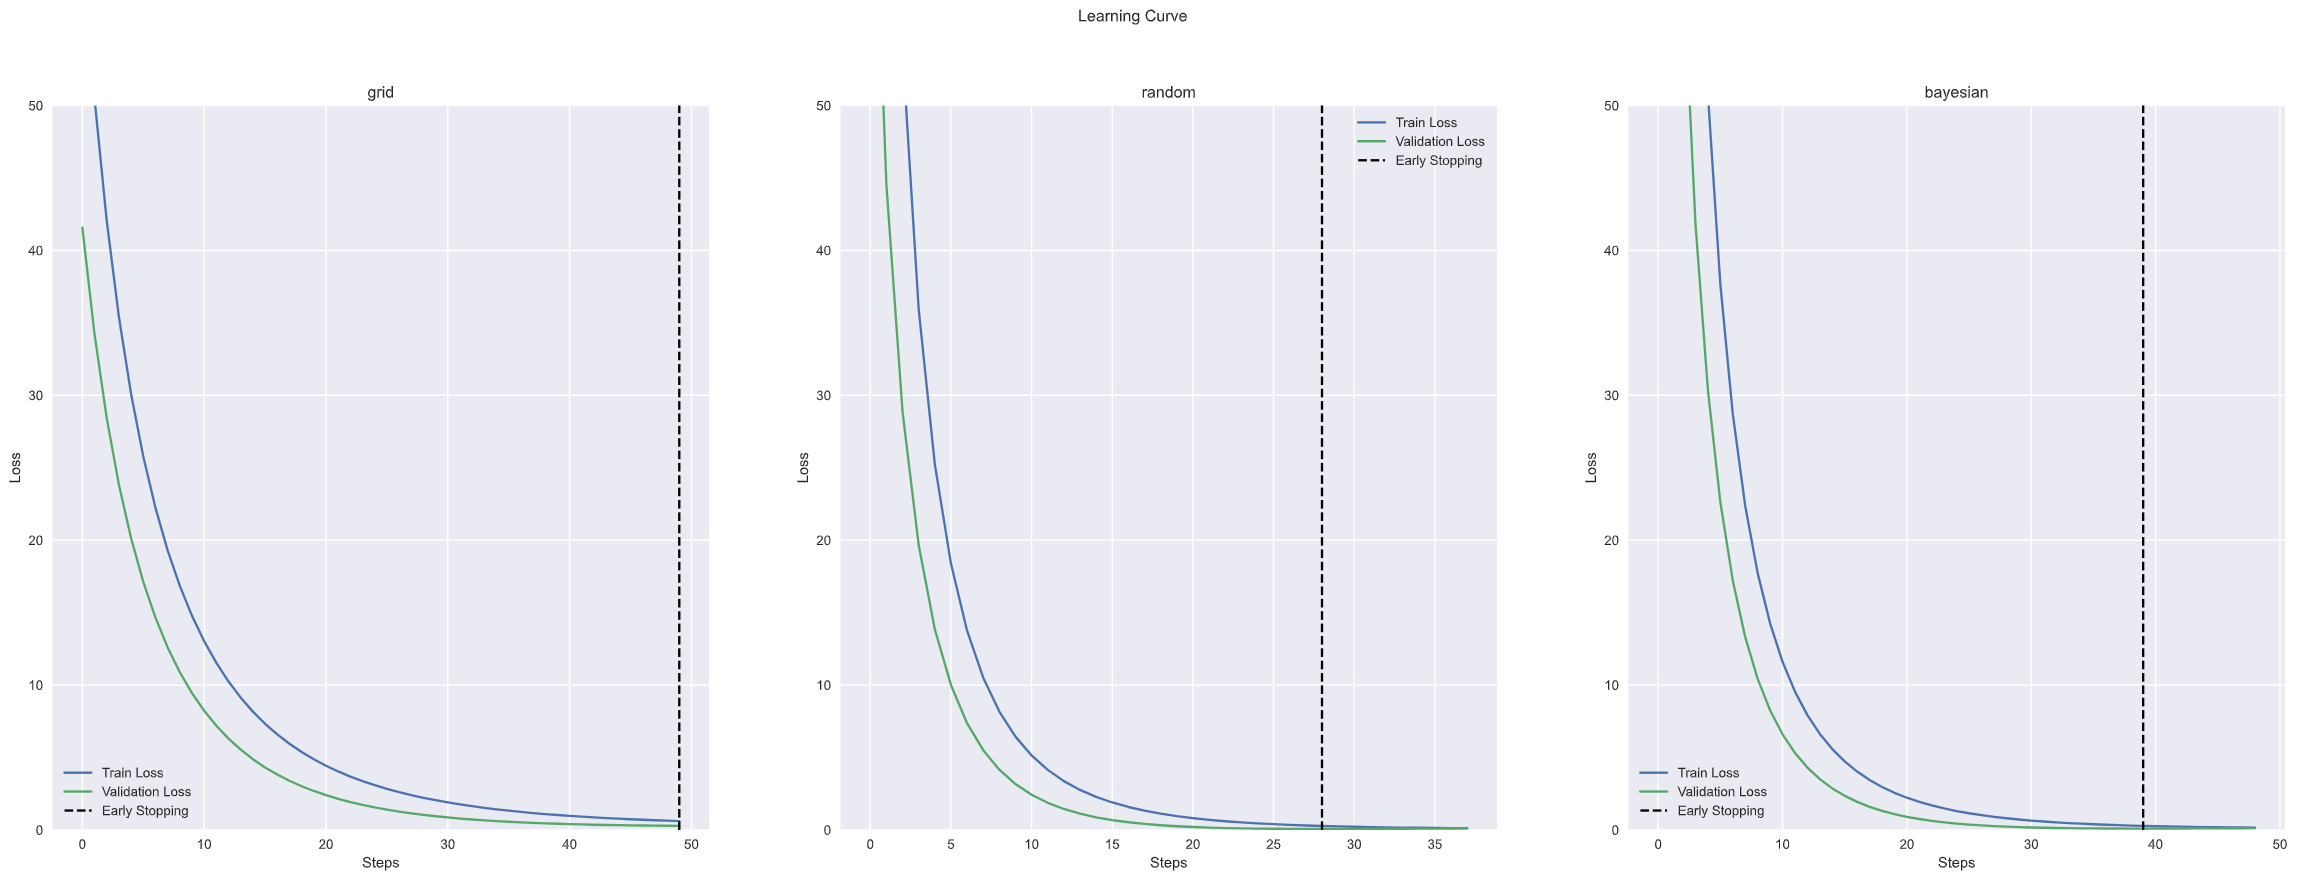 Learning Curve
grid
50
40
30
20
10
0
Loss
Train Loss
Validation Loss
Early Stopping
0 10 20 30 40 50
Steps
random
50
40
30
20
10
0
Loss
Train Loss
Validation Loss
Early Stopping
0 5 10 15 20 25 30 35
Steps
bayesian
50
40
30
20
10
0
Loss
Train Loss
Validation Loss
Early Stopping
0 10 20 30 40 50
Steps